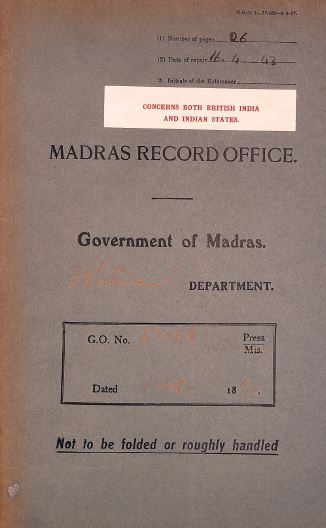 (1) Number of pages 26
(2) Date of repair 16. 4. 43
(3) Initials of the Referencer
CONCERNS BOTH BRITISH INDIA
AND INDIAN STATES.
MADRAS RECORD OFFICE.
Government of Madras.
DEPARTMENT.
G.O. No.
Press
Mis.
Dated
18
Not to be folded or roughly handled